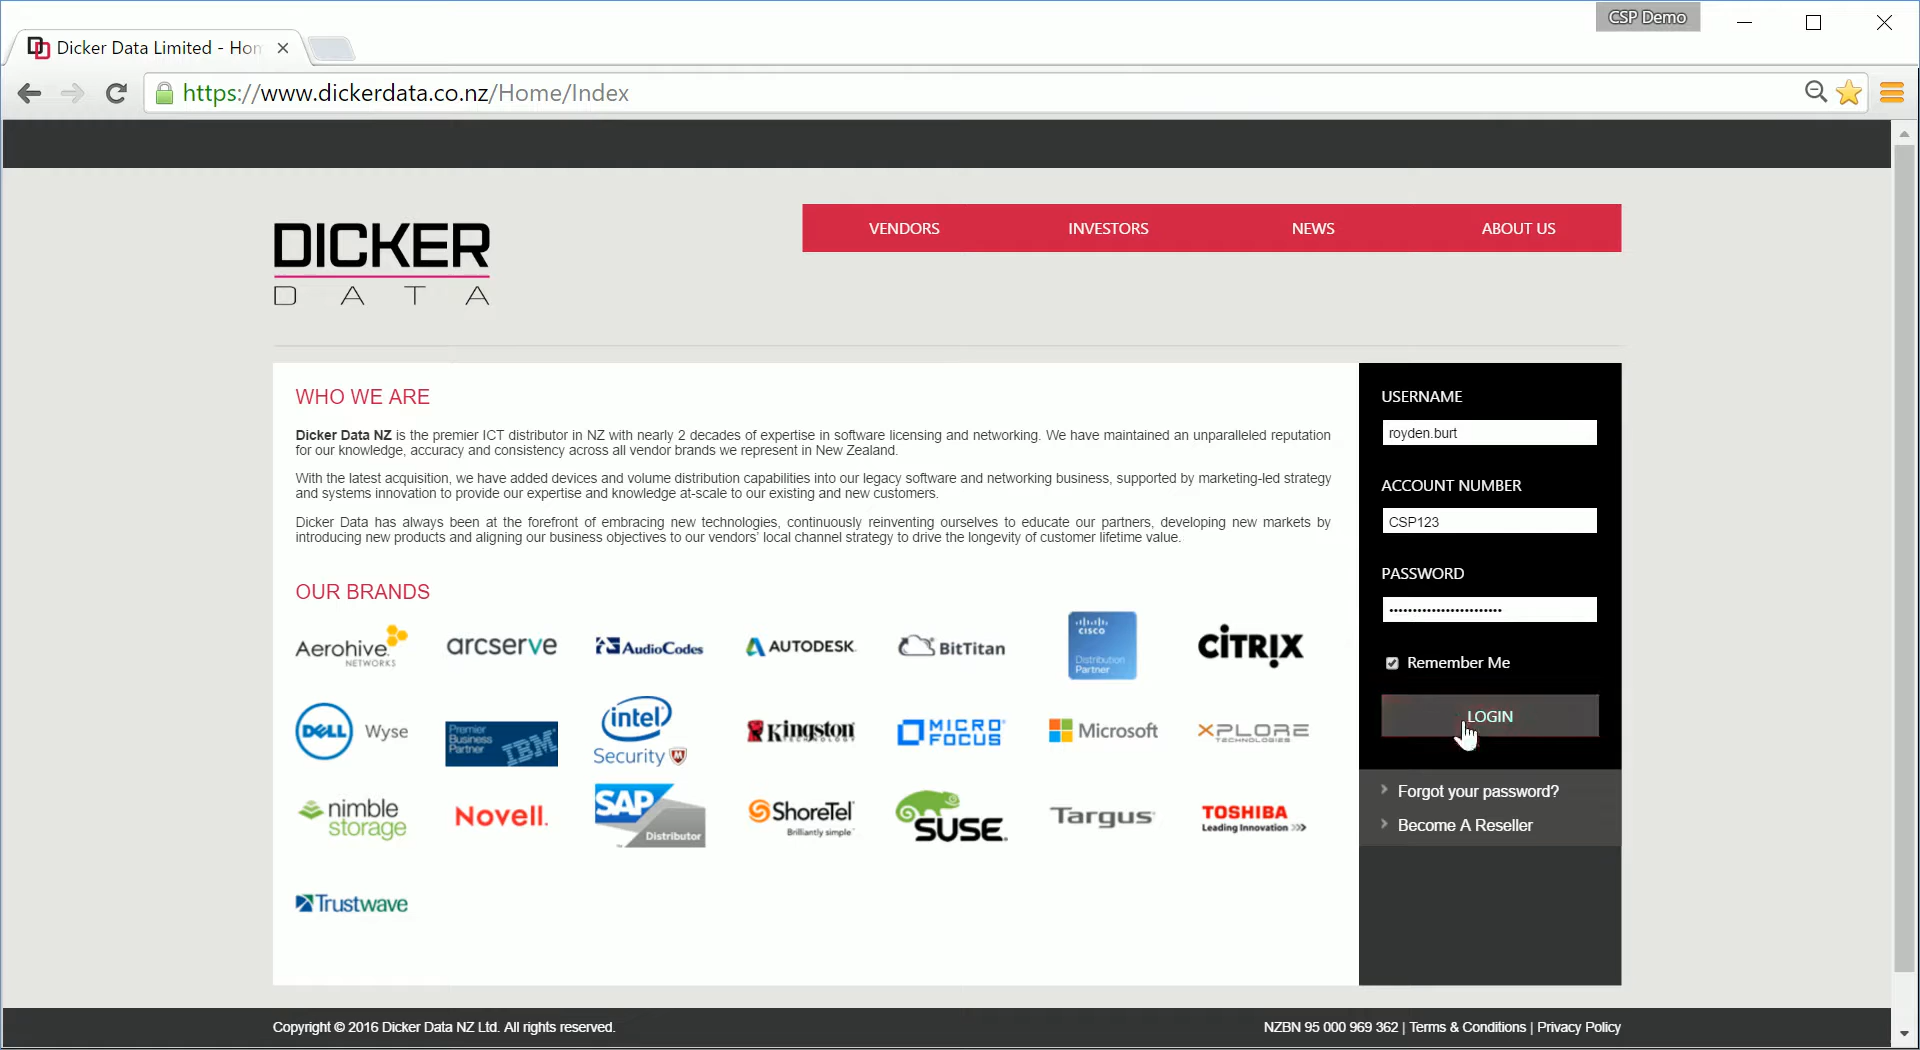 CSP Demo
Dicker Data Limited - Hom
https://www.dickerdata.co.nz/Home/Index
DICKER
DATA
VENDORS
INVESTORS
NEWS
ABOUT US
WHO WE ARE
Dicker Data NZ is the premier ICT distributor in NZ with nearly 2 decades of expertise in software licensing and networking. We have maintained an unparalleled reputation
for our knowledge, accuracy and consistency across all vendor brands we represent in New Zealand.
With the latest acquisition, we have added devices and volume distribution capabilities into our legacy software and networking business, supported by marketing-led strategy
and systems innovation to provide our expertise and knowledge at-scale to our existing and new customers.
Dicker Data has always been at the forefront of embracing new technologies, continuously reinventing ourselves to educate our partners, developing new markets by
introducing new products and aligning our business objectives to our vendors' local channel strategy to drive the longevity of customer lifetime value.
OUR BRANDS
Aerohive
NETWORKS
arcserve
AudioCodes
AUTODESK.
BitTitan
CISCO
Distribution
Partner
CITRIX
DELL Wyse
Premier
Business
Partner
IBM
intel
Security
Kingston
TECHNOLOGY
MICRO
FOCUS
Microsoft
XPLORE
TECHNOLOGIES
nimble
storage
Novell.
SAP
Distributor
ShoreTel
Brilliantly simple
SUSE
Targus
TOSHIBA
Leading Innovation >>>
Trustwave
USERNAME
royden.burt
ACCOUNT NUMBER
CSP123
PASSWORD
Remember Me
LOGIN
Forgot your password?
Become A Reseller
Copyright © 2016 Dicker Data NZ Ltd. All rights reserved.
NZBN 95 000 969 362 | Terms & Conditions | Privacy Policy